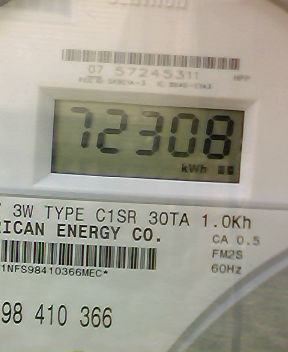 07 57245311
72308
kWh
3W TYPE C1SR 30TA 1.0Kh
RICAN ENERGY CO.
CA 0.5
FM2S
60Hz
1NFS98410366MEC*
98 410 366